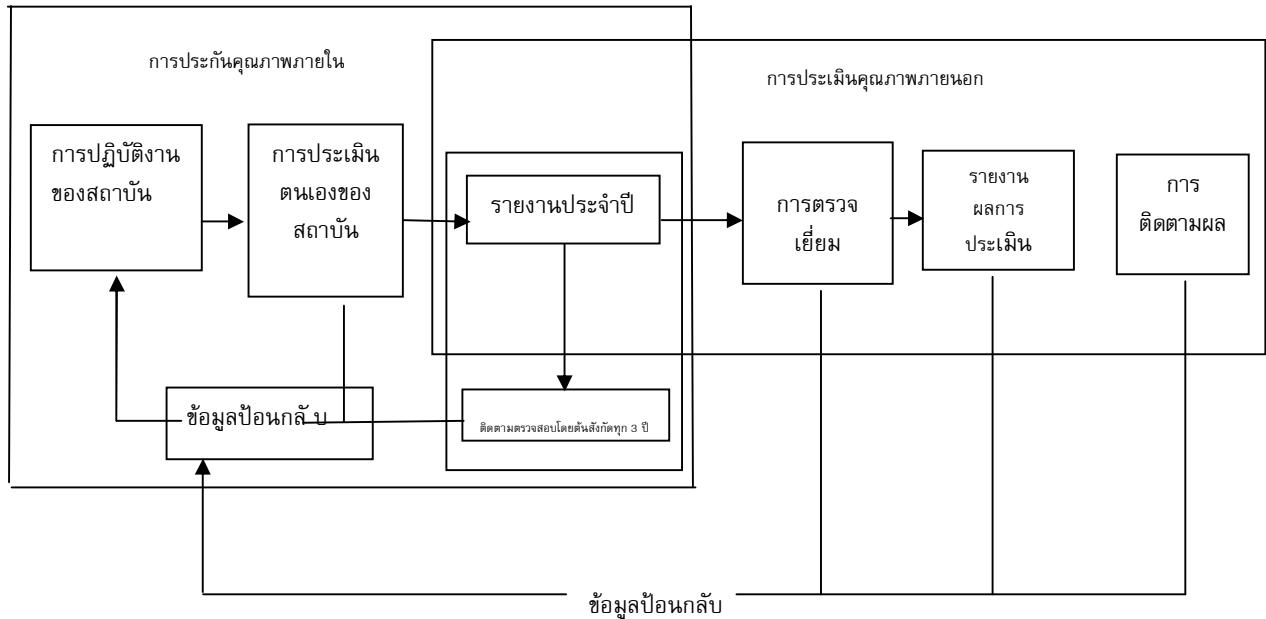 การประกันคุณภาพภายใน
การประเมินคุณภาพภายนอก
การปฏิบัติงาน
ของสถาบัน
การประเมิน
ตนเองของ
สถาบัน
รายงานประจำปี
การตรวจ
เยี่ยม
รายงาน
ผลการ
ประเมิน
การ
ติดตามผล
ข้อมูลป้อนกลับ
ติดตามตรวจสอบโดยต้นสังกัดทุก 3 ปี
ข้อมูลป้อนกลับ